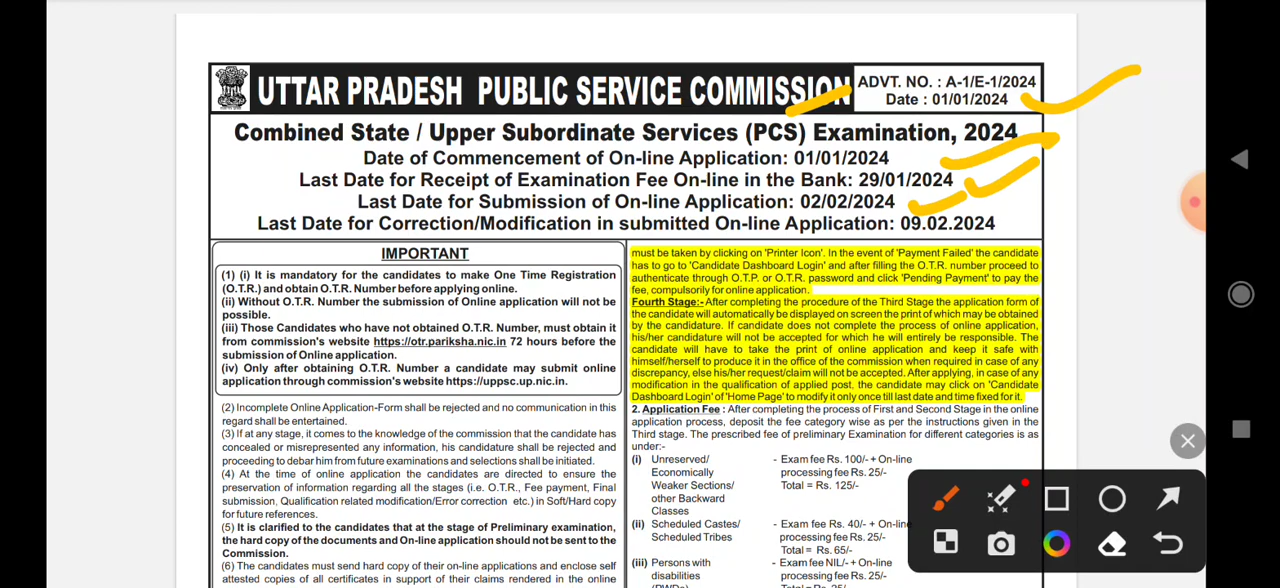 UTTAR PRADESH PUBLIC SERVICE COMMISSION
ADVT. NO. : A-1/E-1/2024
Date : 01/01/2024
Combined State / Upper Subordinate Services (PCS) Examination, 2024
Date of Commencement of On-line Application: 01/01/2024
Last Date for Receipt of Examination Fee On-line in the Bank: 29/01/2024
Last Date for Submission of On-line Application: 02/02/2024
Last Date for Correction/Modification in submitted On-line Application: 09.02.2024
IMPORTANT
(1) (i) It is mandatory for the candidates to make One Time Registration
(O.T.R.) and obtain O.T.R. Number before applying online.
(ii) Without O.T.R. Number the submission of Online application will not be
possible.
(iii) Those Candidates who have not obtained O.T.R. Number, must obtain it
from commission's website https://otr.pariksha.nic.in 72 hours before the
submission of Online application.
(iv) Only after obtaining O.T.R. Number a candidate may submit online
application through commission's website https://uppsc.up.nic.in.
(2) Incomplete Online Application-Form shall be rejected and no communication in this
regard shall be entertained.
(3) If at any stage, it comes to the knowledge of the commission that the candidate has
concealed or misrepresented any information, his candidature shall be rejected and
proceeding to debar him from future examinations and selections shall be initiated.
(4) At the time of online application the candidates are directed to ensure the
preservation of information regarding all the stages (i.e. O.T.R., Fee payment, Final
submission, Qualification related modification/Error correction etc.) in Soft/Hard copy
for future references.
(5) It is clarified to the candidates that at the stage of Preliminary examination,
the hard copy of the documents and On-line application should not be sent to the
Commission.
(6) The candidates must send hard copy of their on-line applications and enclose self
attested copies of all certificates in support of their claims rendered in the online
must be taken by clicking on 'Printer Icon'. In the event of 'Payment Failed' the candidate
has to go to 'Candidate Dashboard Login' and after filling the O.T.R. number proceed to
authenticate through O.T.P. or O.T.R. password and click 'Pending Payment' to pay the
fee, compulsorily for online application.
Fourth Stage:- After completing the procedure of the Third Stage the application form of
the candidate will automatically be displayed on screen the print of which may be obtained
by the candidature. If candidate does not complete the process of online application,
his/her candidature will not be accepted for which he will entirely be responsible. The
candidate will have to take the print of online application and keep it safe with
himself/herself to produce it in the office of the commission when required in case of any
discrepancy, else his/her request/claim will not be accepted. After applying, in case of any
modification in the qualification of applied post, the candidate may click on 'Candidate
Dashboard Login' of 'Home Page' to modify it only once till last date and time fixed for it.
2. Application Fee : After completing the process of First and Second Stage in the online
application process, deposit the fee category wise as per the instructions given in the
Third stage. The prescribed fee of preliminary Examination for different categories is as
under:-
(i) Unreserved/ - Exam fee Rs. 100/- + On-line
Economically processing fee Rs. 25/-
Weaker Sections/ Total = Rs. 125/-
other Backward
Classes
(ii) Scheduled Castes/ - Exam fee Rs. 40/- + On-line
Scheduled Tribes processing fee Rs. 25/-
Total = Rs. 65/-
(iii) Persons with - Exam fee NIL/- + On-line
disabilities processing fee Rs. 25/-